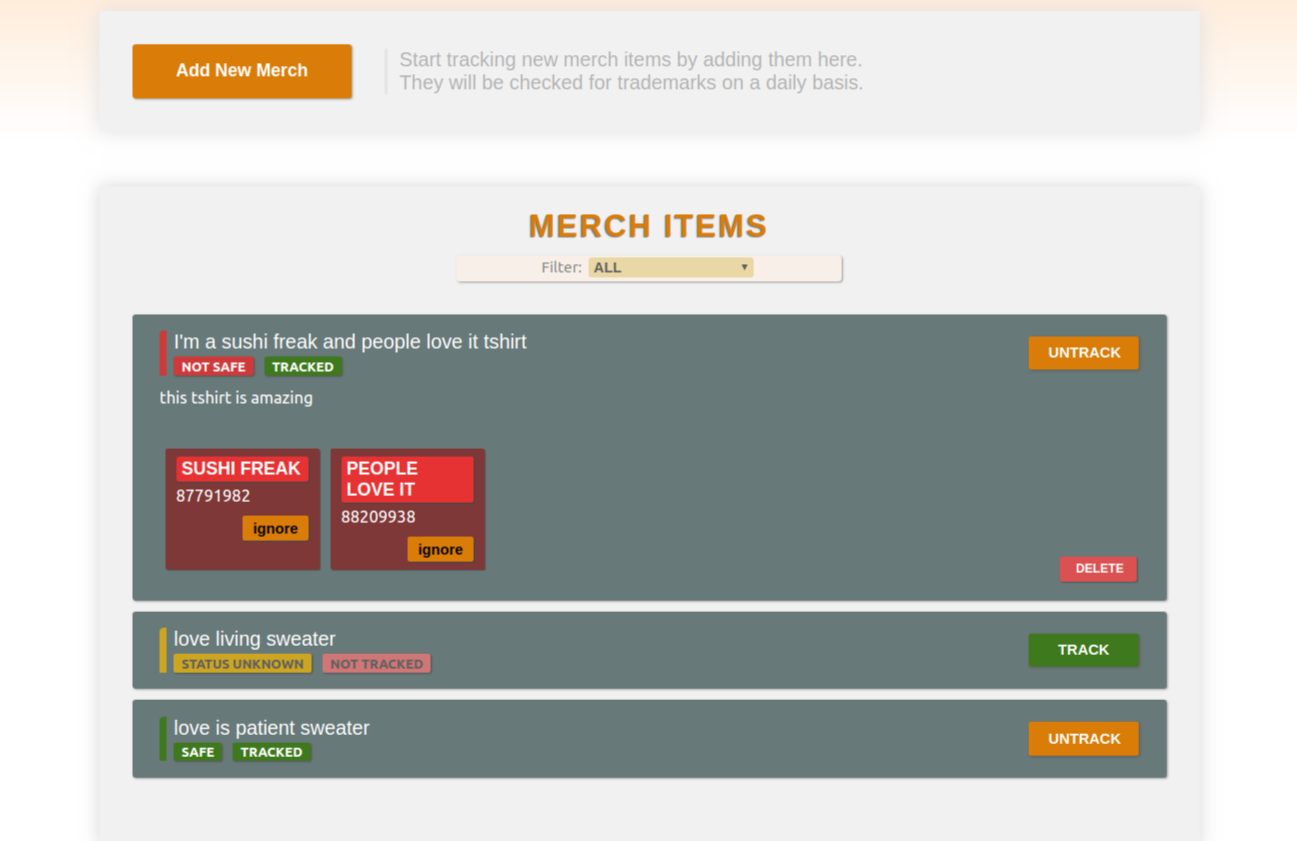 Add New Merch
Start tracking new merch items by adding them here.
They will be checked for trademarks on a daily basis.
MERCH ITEMS
Filter: ALL
I'm a sushi freak and people love it tshirt
NOT SAFE TRACKED
UNTRACK
this tshirt is amazing
SUSHI FREAK
87791982
ignore
PEOPLE
LOVE IT
88209938
ignore
DELETE
love living sweater
STATUS UNKNOWN NOT TRACKED
TRACK
love is patient sweater
SAFE TRACKED
UNTRACK